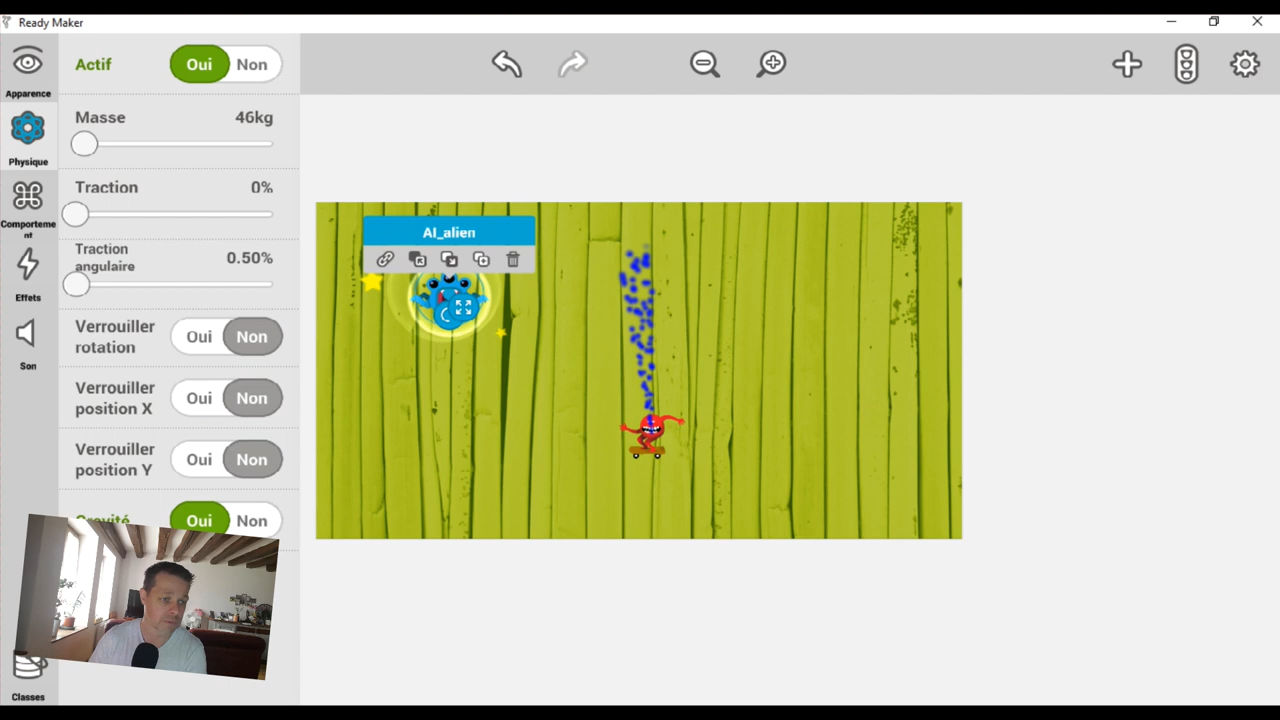 Ready Maker
Apparence
Physique
Comporteme
nt
Effets
Son
Classes
Actif
Oui
Non
Masse
46kg
Traction
0%
Traction
angulaire
0.50%
Verrouiller
rotation
Oui
Non
Verrouiller
position X
Oui
Non
Verrouiller
position Y
Oui
Non
Gravité
Oui
Non
AI_alien